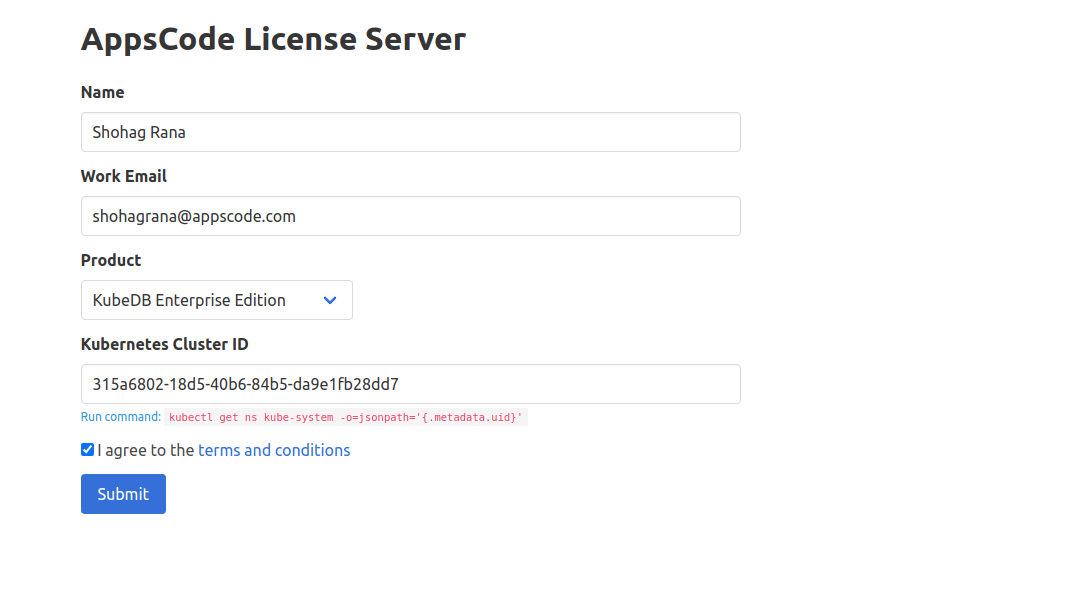 AppsCode License Server
Name
Shohag Rana
Work Email
shohagrana@appscode.com
Product
KubeDB Enterprise Edition
Kubernetes Cluster ID
315a6802-18d5-40b6-84b5-da9e1fb28dd7
Run command: kubectl get ns kube-system -o=jsonpath='{.metadata.uid}'
I agree to the terms and conditions
Submit